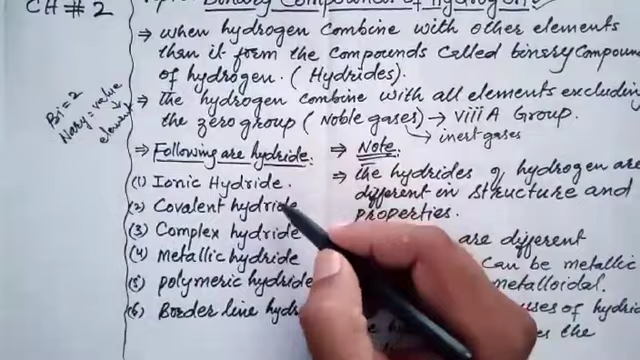 CH # 2
Binary Compounds of Hydrogen
→ when hydrogen combine with other elements
than it form the compounds called binary compound
of hydrogen. (Hydrides).
→ The hydrogen combine with all elements excluding
the zero group (Noble gases) → VIIIA Group.
inert gases
Bi = 2
Nary = value
element
→ Following are hydride:
(1) Ionic Hydride.
(2) Covalent hydride
(3) Complex hydride
(4) Metallic hydride
(5) polymeric hydride
(6) Border line
→ Note:
→ The hydrides of hydrogen are
different in structure and
properties.
are different
can be metallic
metalloidal.
uses of
the